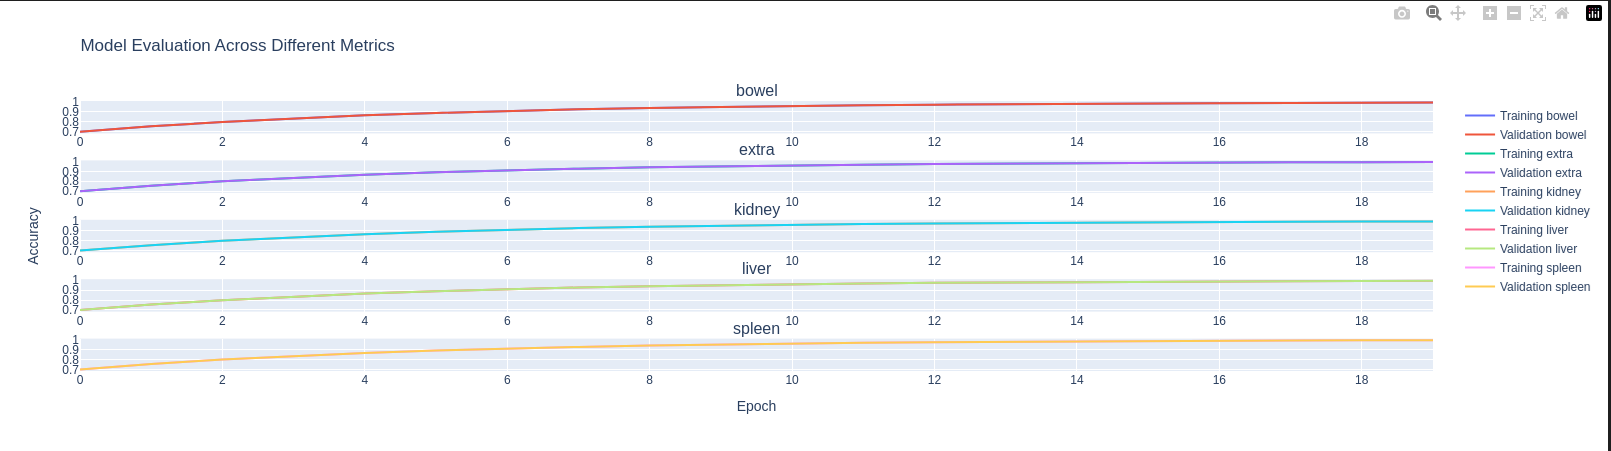 Model Evaluation Across Different Metrics
bowel
1
0.9
0.8
0.7
0 2 4 6 8 10 12 14 16 18
extra
1
0.9
0.8
0.7
0 2 4 6 8 10 12 14 16 18
kidney
1
0.9
0.8
0.7
0 2 4 6 8 10 12 14 16 18
liver
1
0.9
0.8
0.7
0 2 4 6 8 10 12 14 16 18
spleen
1
0.9
0.8
0.7
0 2 4 6 8 10 12 14 16 18
Accuracy
Epoch
Training bowel
Validation bowel
Training extra
Validation extra
Training kidney
Validation kidney
Training liver
Validation liver
Training spleen
Validation spleen